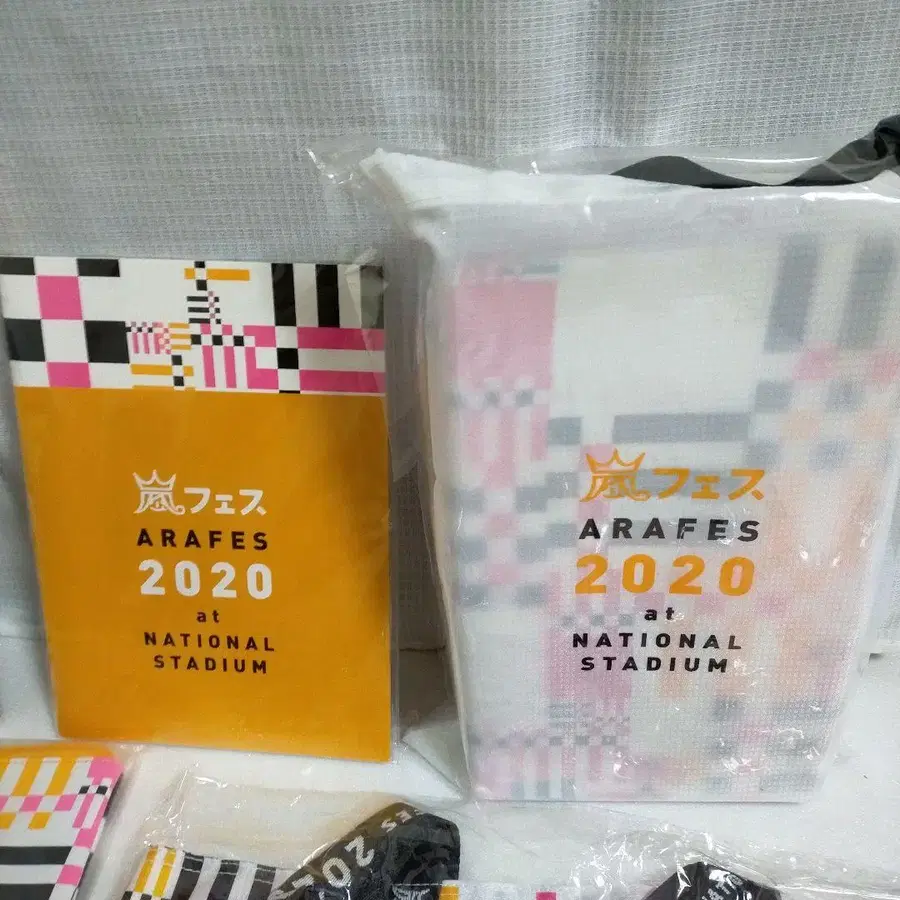 嵐フェス
ARAFES
2020
at
NATIONAL
STADIUM
嵐フェス
ARAFES
2020
at
NATIONAL
STADIUM